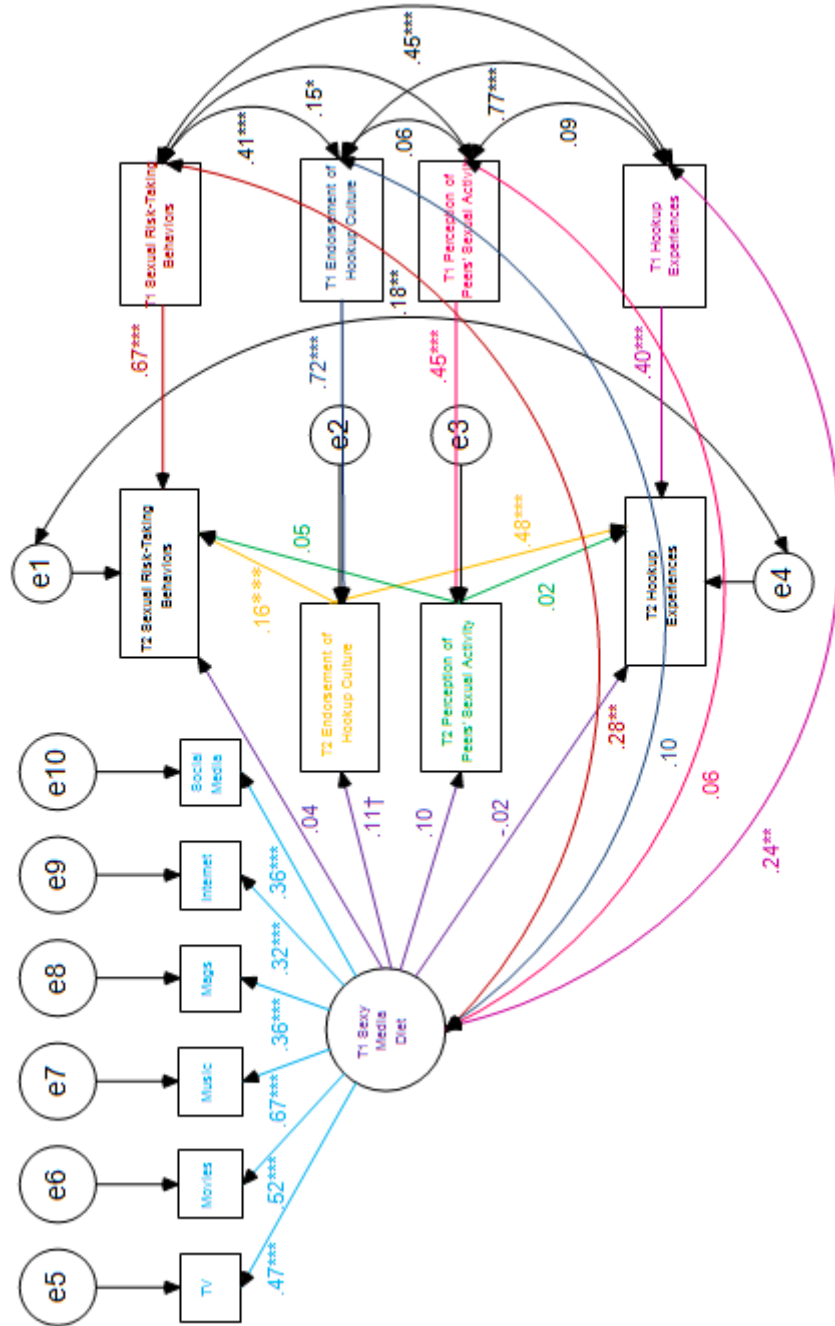 e5
e6
e7
e8
e9
e10
TV
Movies
Music
Mags
Internet
Social
Media
.47***
.52***
.67***
.36***
.32***
.36***
T1 Sexy
Media
Diet
.04
.11†
.10
-.02
e1
T2 Sexual Risk-Taking
Behaviors
T2 Endorsement of
Hookup Culture
T2 Perception of
Peers' Sexual Activity
T2 Hookup
Experiences
e4
.16***
.05
.48***
.02
e2
e3
.67***
.72***
.45***
.40***
.18**
T1 Sexual Risk-Taking
Behaviors
T1 Endorsement of
Hookup Culture
T1 Perception of
Peers' Sexual Activity
T1 Hookup
Experiences
.41***
.15*
.45***
.06
.77***
.09
.28**
.10
.06
.24**